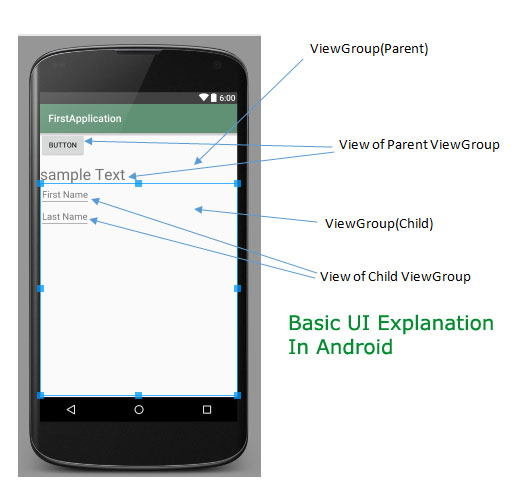 ViewGroup(Parent)
6:00
FirstApplication
BUTTON
View of Parent ViewGroup
sample Text
First Name
Last Name
ViewGroup(Child)
View of Child ViewGroup
Basic UI Explanation
In Android